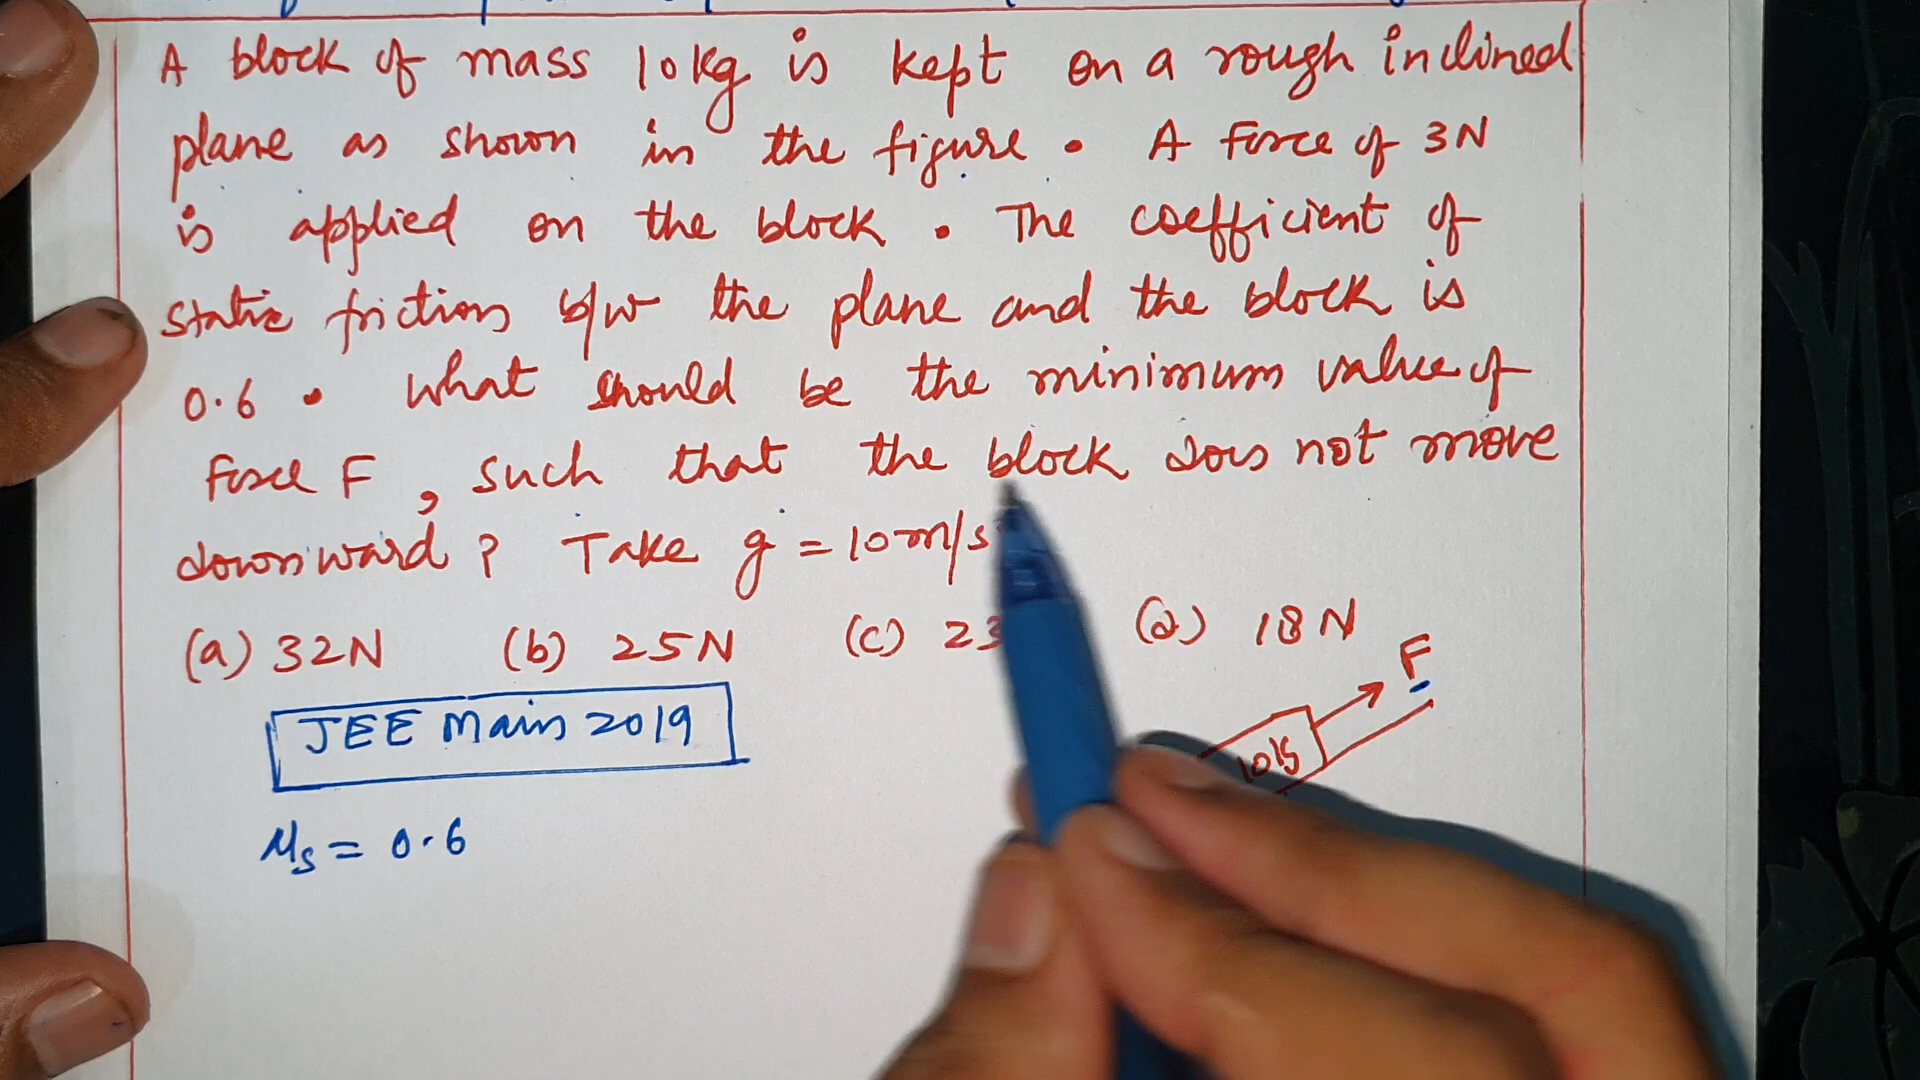 A block of mass 10kg is kept on a rough inclined
plane as shown in the figure. A force of 3N
is applied on the block. The coefficient of
static friction b/w the plane and the block is
0.6. What should be the minimum value of
force F, such that the block does not move
downward? Take g = 10m/s
(a) 32N (b) 25N (c) 23 (d) 18N
F
JEE Main 2019
μs = 0.6